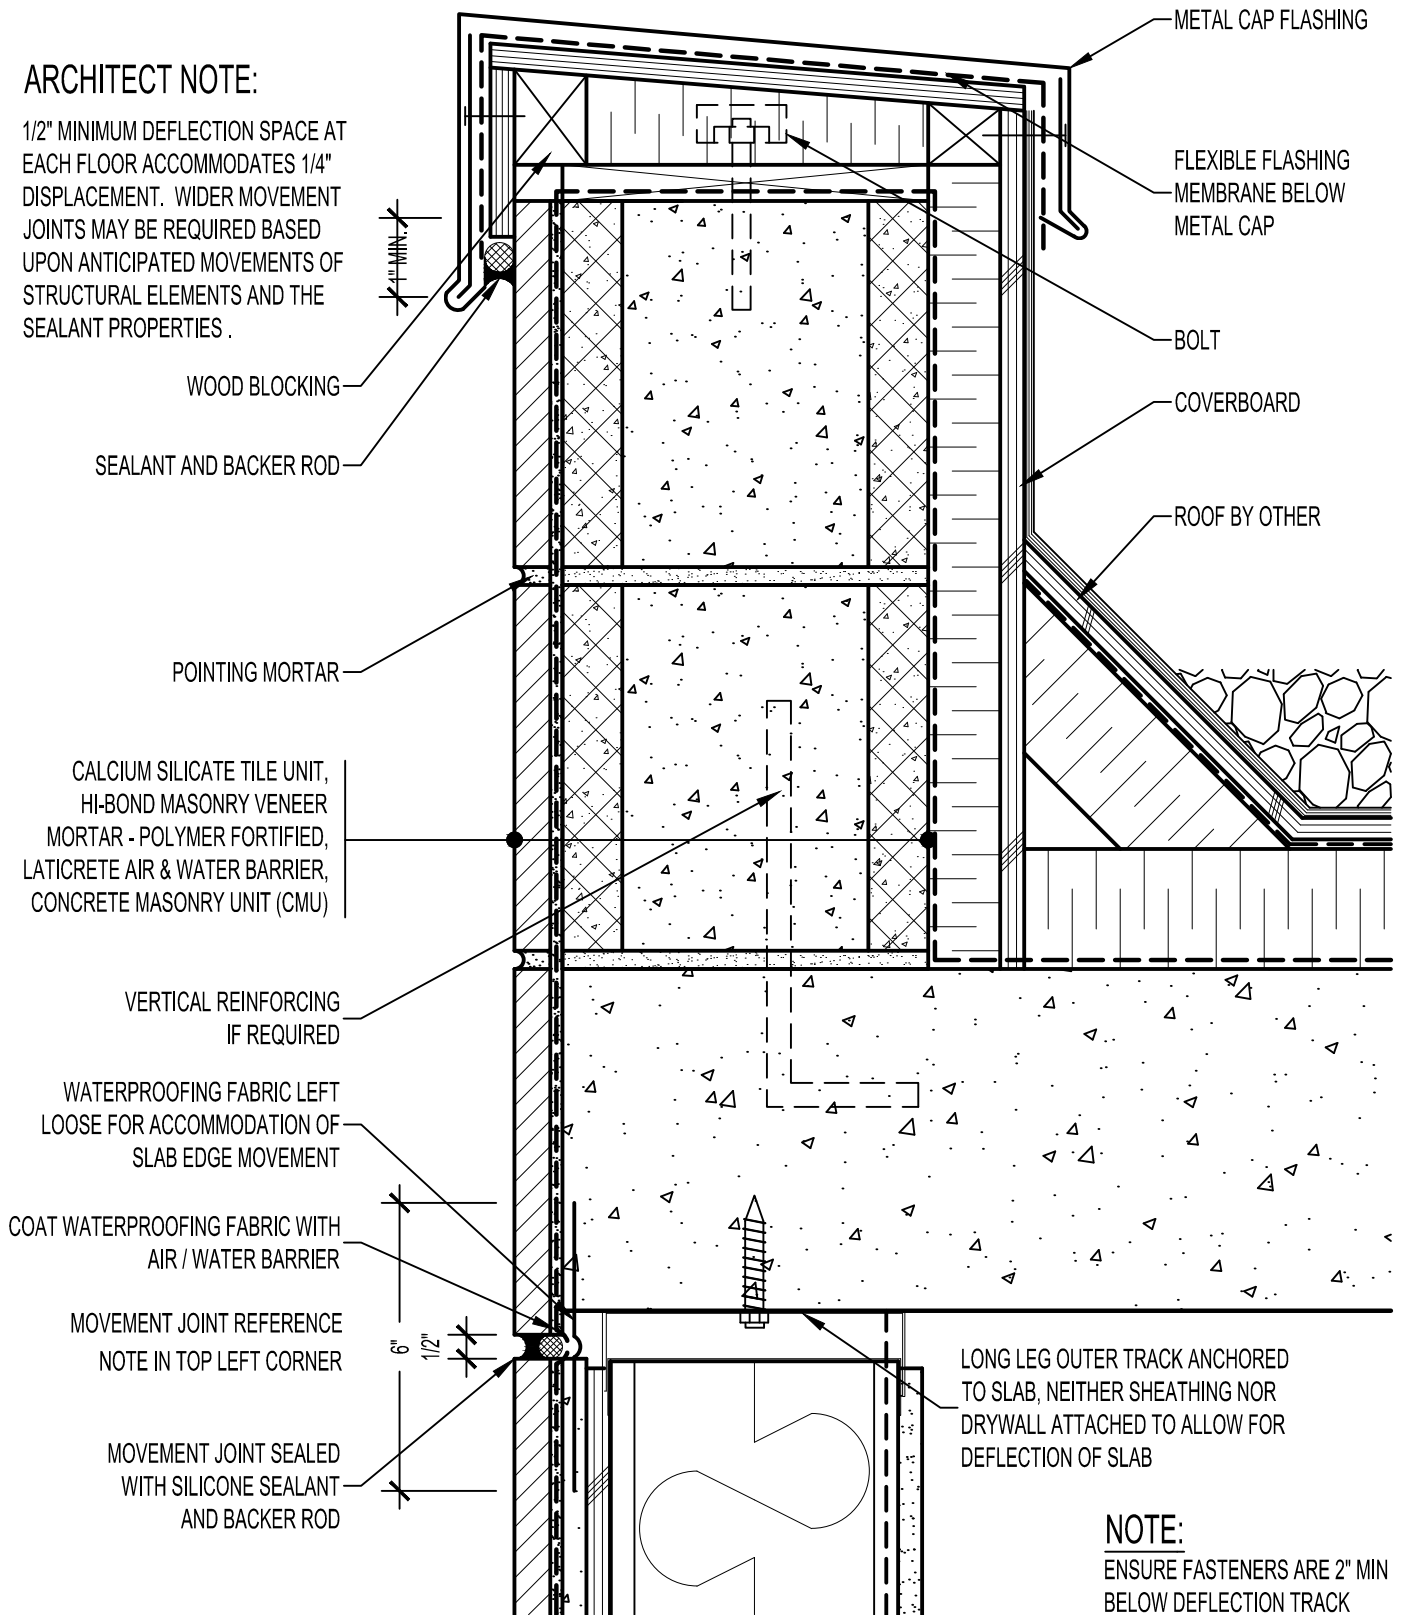 METAL CAP FLASHING
ARCHITECT NOTE:
1/2" MINIMUM DEFLECTION SPACE AT
EACH FLOOR ACCOMMODATES 1/4"
DISPLACEMENT. WIDER MOVEMENT
JOINTS MAY BE REQUIRED BASED
UPON ANTICIPATED MOVEMENTS OF
STRUCTURAL ELEMENTS AND THE
SEALANT PROPERTIES .
FLEXIBLE FLASHING
MEMBRANE BELOW
METAL CAP
1" MIN.
BOLT
WOOD BLOCKING
COVERBOARD
SEALANT AND BACKER ROD
ROOF BY OTHER
POINTING MORTAR
CALCIUM SILICATE TILE UNIT,
HI-BOND MASONRY VENEER
MORTAR - POLYMER FORTIFIED,
LATICRETE AIR & WATER BARRIER,
CONCRETE MASONRY UNIT (CMU)
VERTICAL REINFORCING
IF REQUIRED
WATERPROOFING FABRIC LEFT
LOOSE FOR ACCOMMODATION OF
SLAB EDGE MOVEMENT
COAT WATERPROOFING FABRIC WITH
AIR / WATER BARRIER
MOVEMENT JOINT REFERENCE
NOTE IN TOP LEFT CORNER
6"
1/2"
LONG LEG OUTER TRACK ANCHORED
TO SLAB, NEITHER SHEATHING NOR
DRYWALL ATTACHED TO ALLOW FOR
DEFLECTION OF SLAB
MOVEMENT JOINT SEALED
WITH SILICONE SEALANT
AND BACKER ROD
NOTE:
ENSURE FASTENERS ARE 2" MIN
BELOW DEFLECTION TRACK